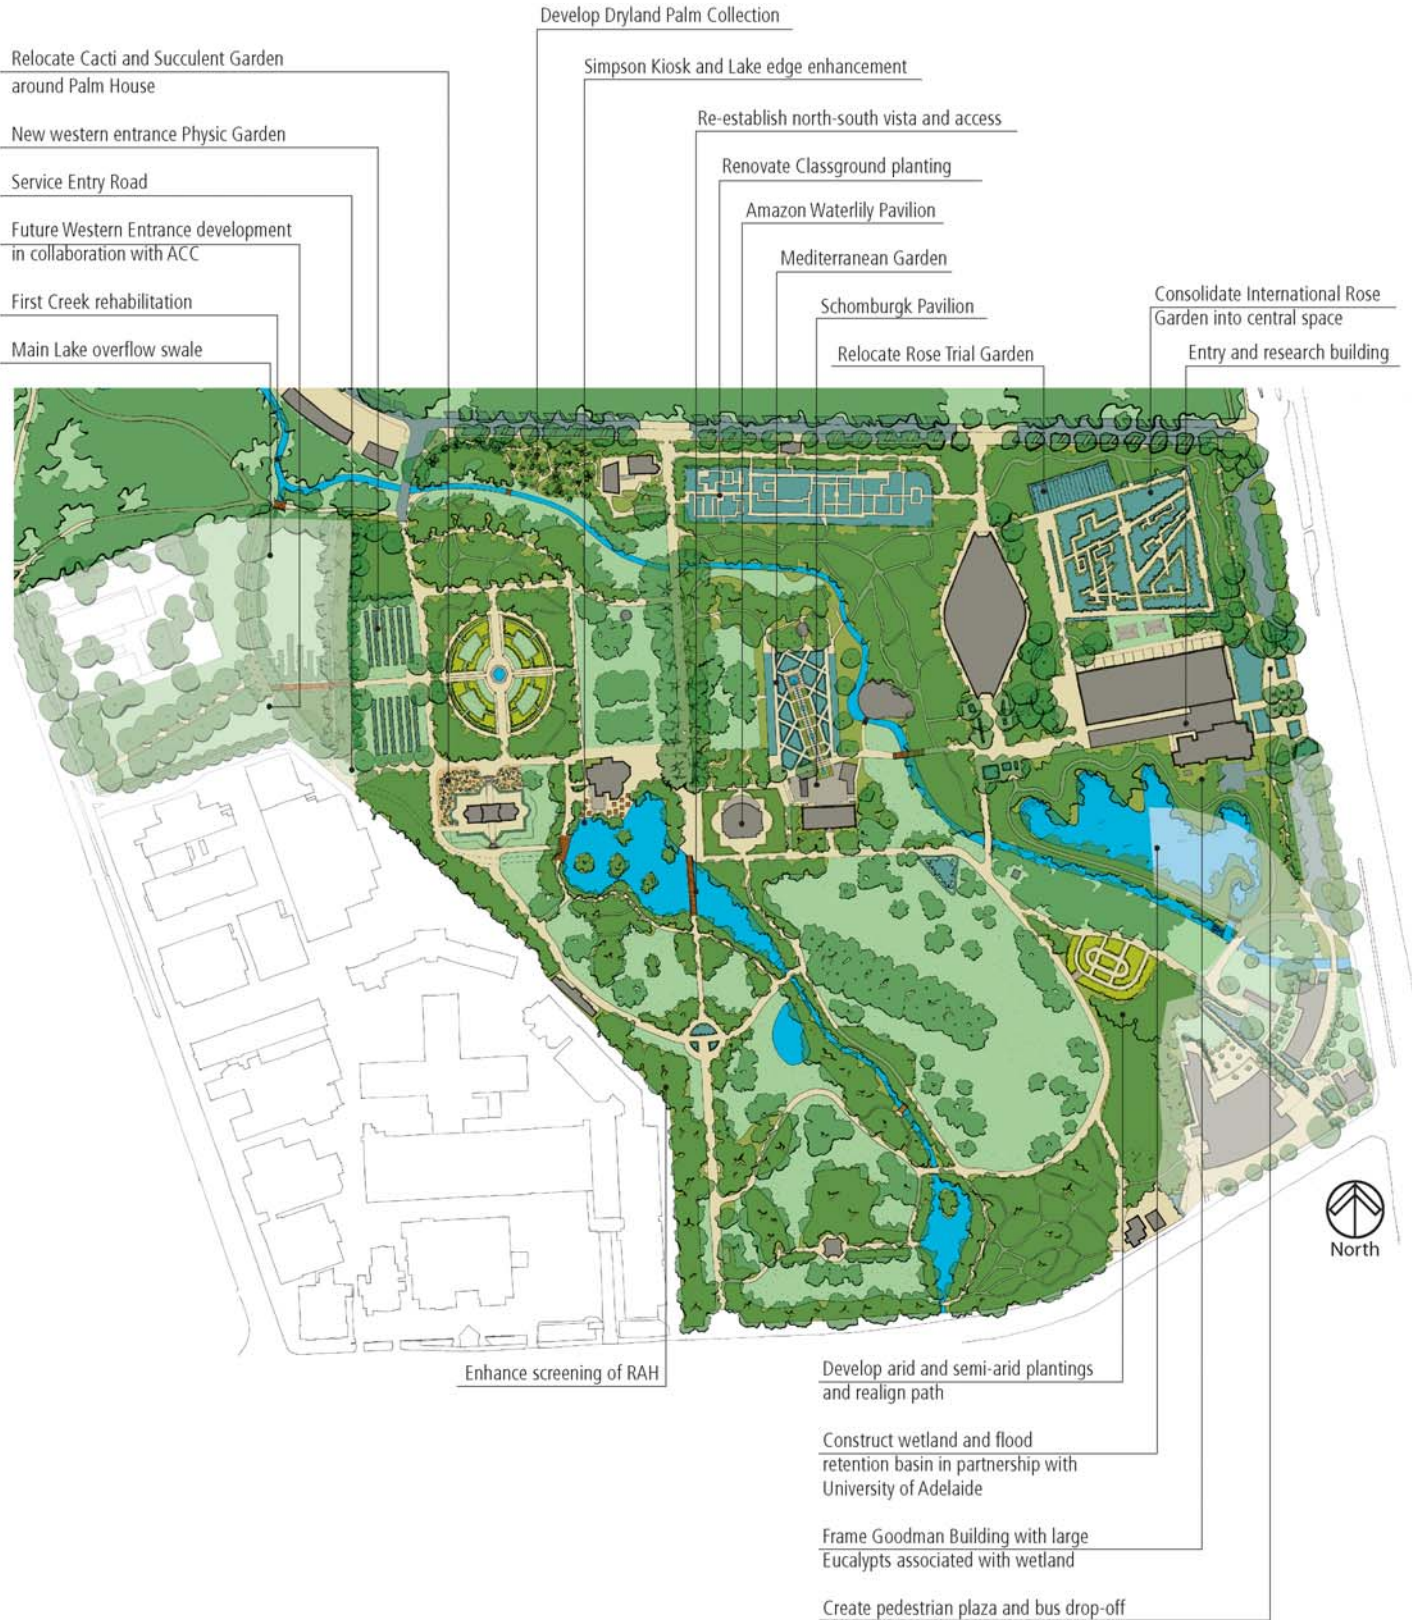 Develop Dryland Palm Collection
Relocate Cacti and Succulent Garden
around Palm House
Simpson Kiosk and Lake edge enhancement
Re-establish north-south vista and access
New western entrance Physic Garden
Renovate Classground planting
Service Entry Road
Amazon Waterlily Pavilion
Future Western Entrance development
in collaboration with ACC
Mediterranean Garden
First Creek rehabilitation
Schomburgk Pavilion
Consolidate International Rose
Garden into central space
Main Lake overflow swale
Relocate Rose Trial Garden
Entry and research building
North
Enhance screening of RAH
Develop arid and semi-arid plantings
and realign path
Construct wetland and flood
retention basin in partnership with
University of Adelaide
Frame Goodman Building with large
Eucalypts associated with wetland
Create pedestrian plaza and bus drop-off